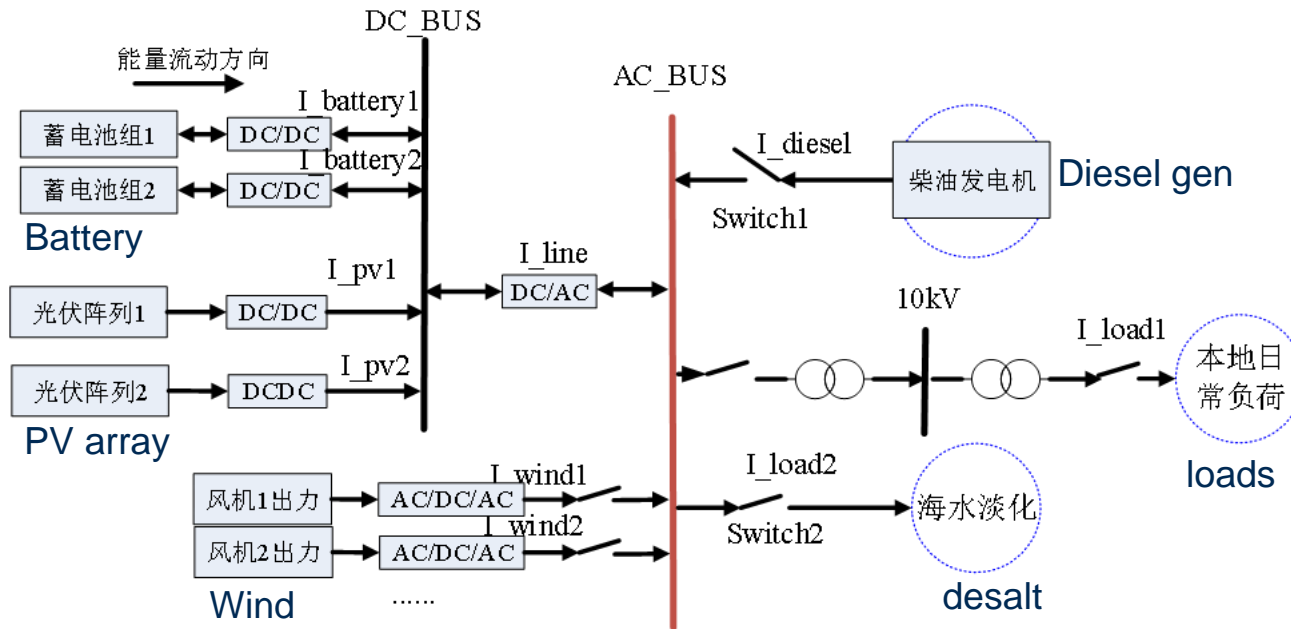 DC_BUS
能量流动方向
AC_BUS
I_battery1
蓄电池组1
DC/DC
I_battery2
蓄电池组2
DC/DC
Battery
I_diesel
柴油发电机
Diesel gen
Switch1
I_pv1
I_line
光伏阵列1
DC/DC
DC/AC
10kV
I_load1
本地日
常负荷
loads
I_pv2
光伏阵列2
DCDC
PV array
I_wind1
风机1出力
AC/DC/AC
I_wind2
风机2出力
AC/DC/AC
......
Wind
I_load2
Switch2
海水淡化
desalt